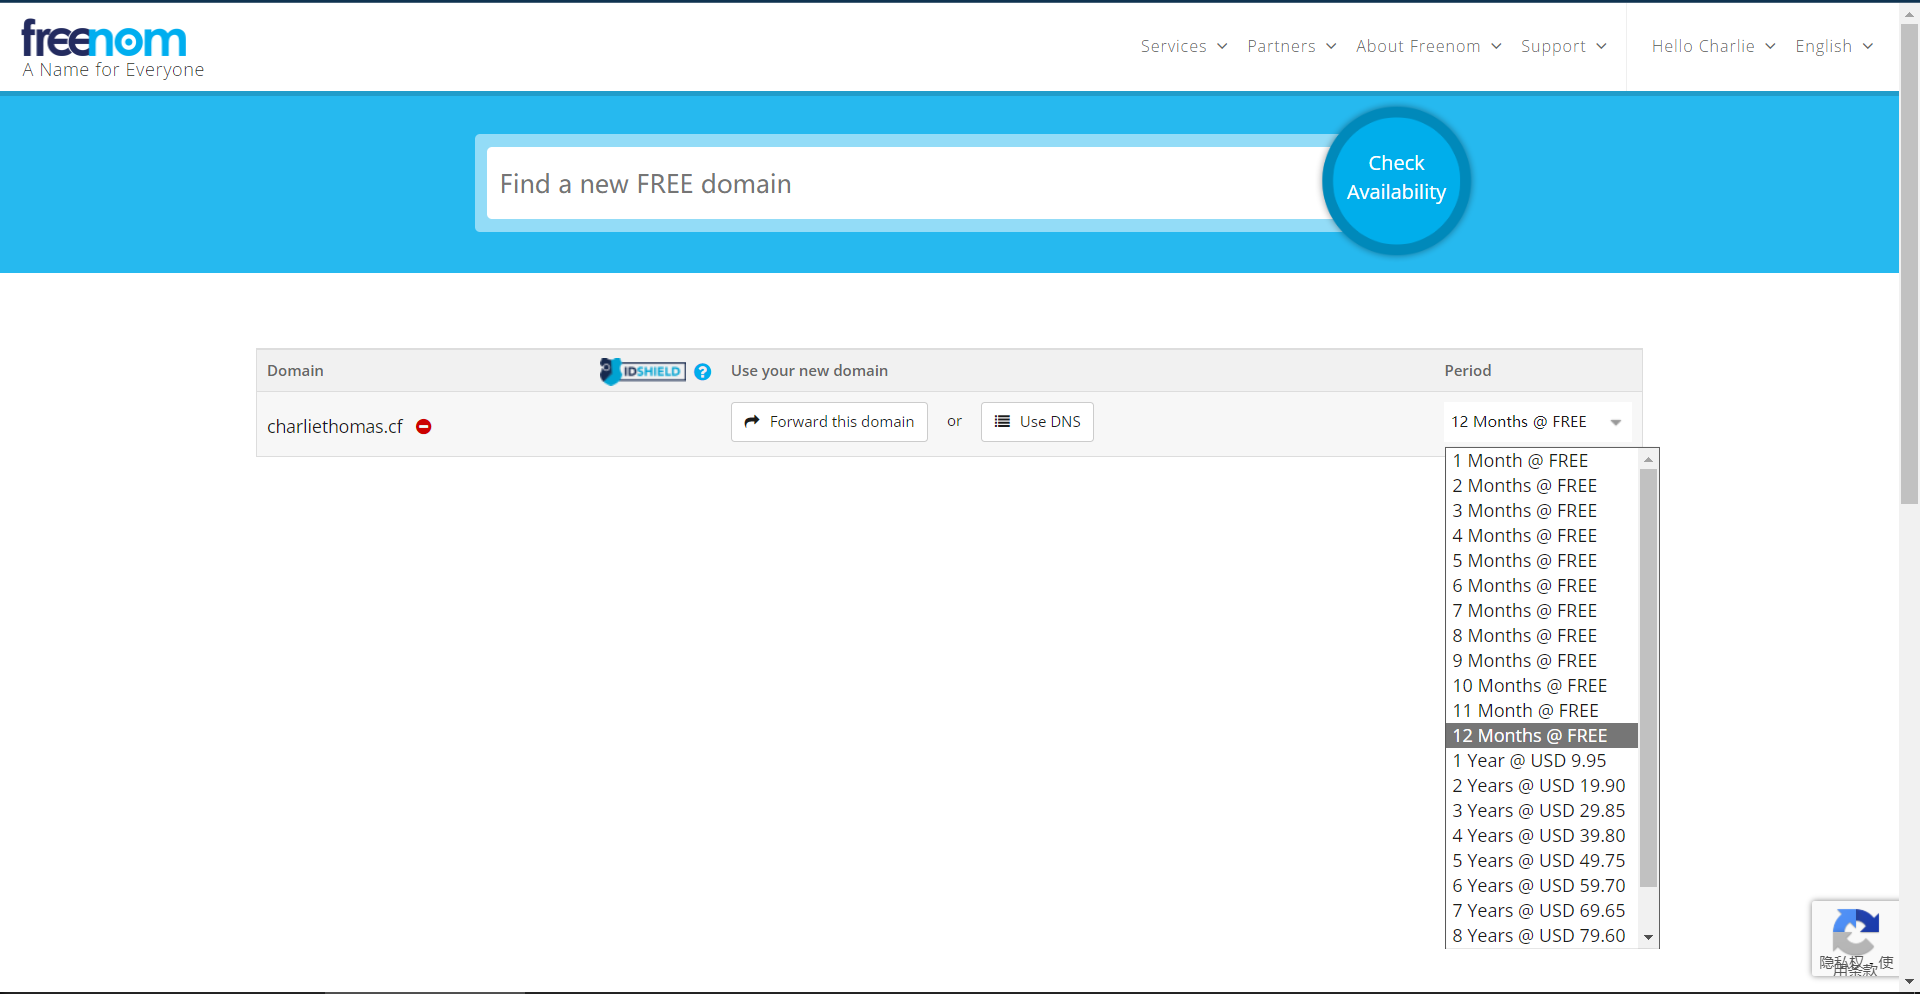 freenom
A Name for Everyone
Services
Partners
About Freenom
Support
Hello Charlie
English
Find a new FREE domain
Check
Availability
Domain
IDSHIELD
?
Use your new domain
Period
charliethomas.cf
Forward this domain
or
Use DNS
12 Months @ FREE
1 Month @ FREE
2 Months @ FREE
3 Months @ FREE
4 Months @ FREE
5 Months @ FREE
6 Months @ FREE
7 Months @ FREE
8 Months @ FREE
9 Months @ FREE
10 Months @ FREE
11 Month @ FREE
12 Months @ FREE
1 Year @ USD 9.95
2 Years @ USD 19.90
3 Years @ USD 29.85
4 Years @ USD 39.80
5 Years @ USD 49.75
6 Years @ USD 59.70
7 Years @ USD 69.65
8 Years @ USD 79.60
隐私权 - 使
用条款